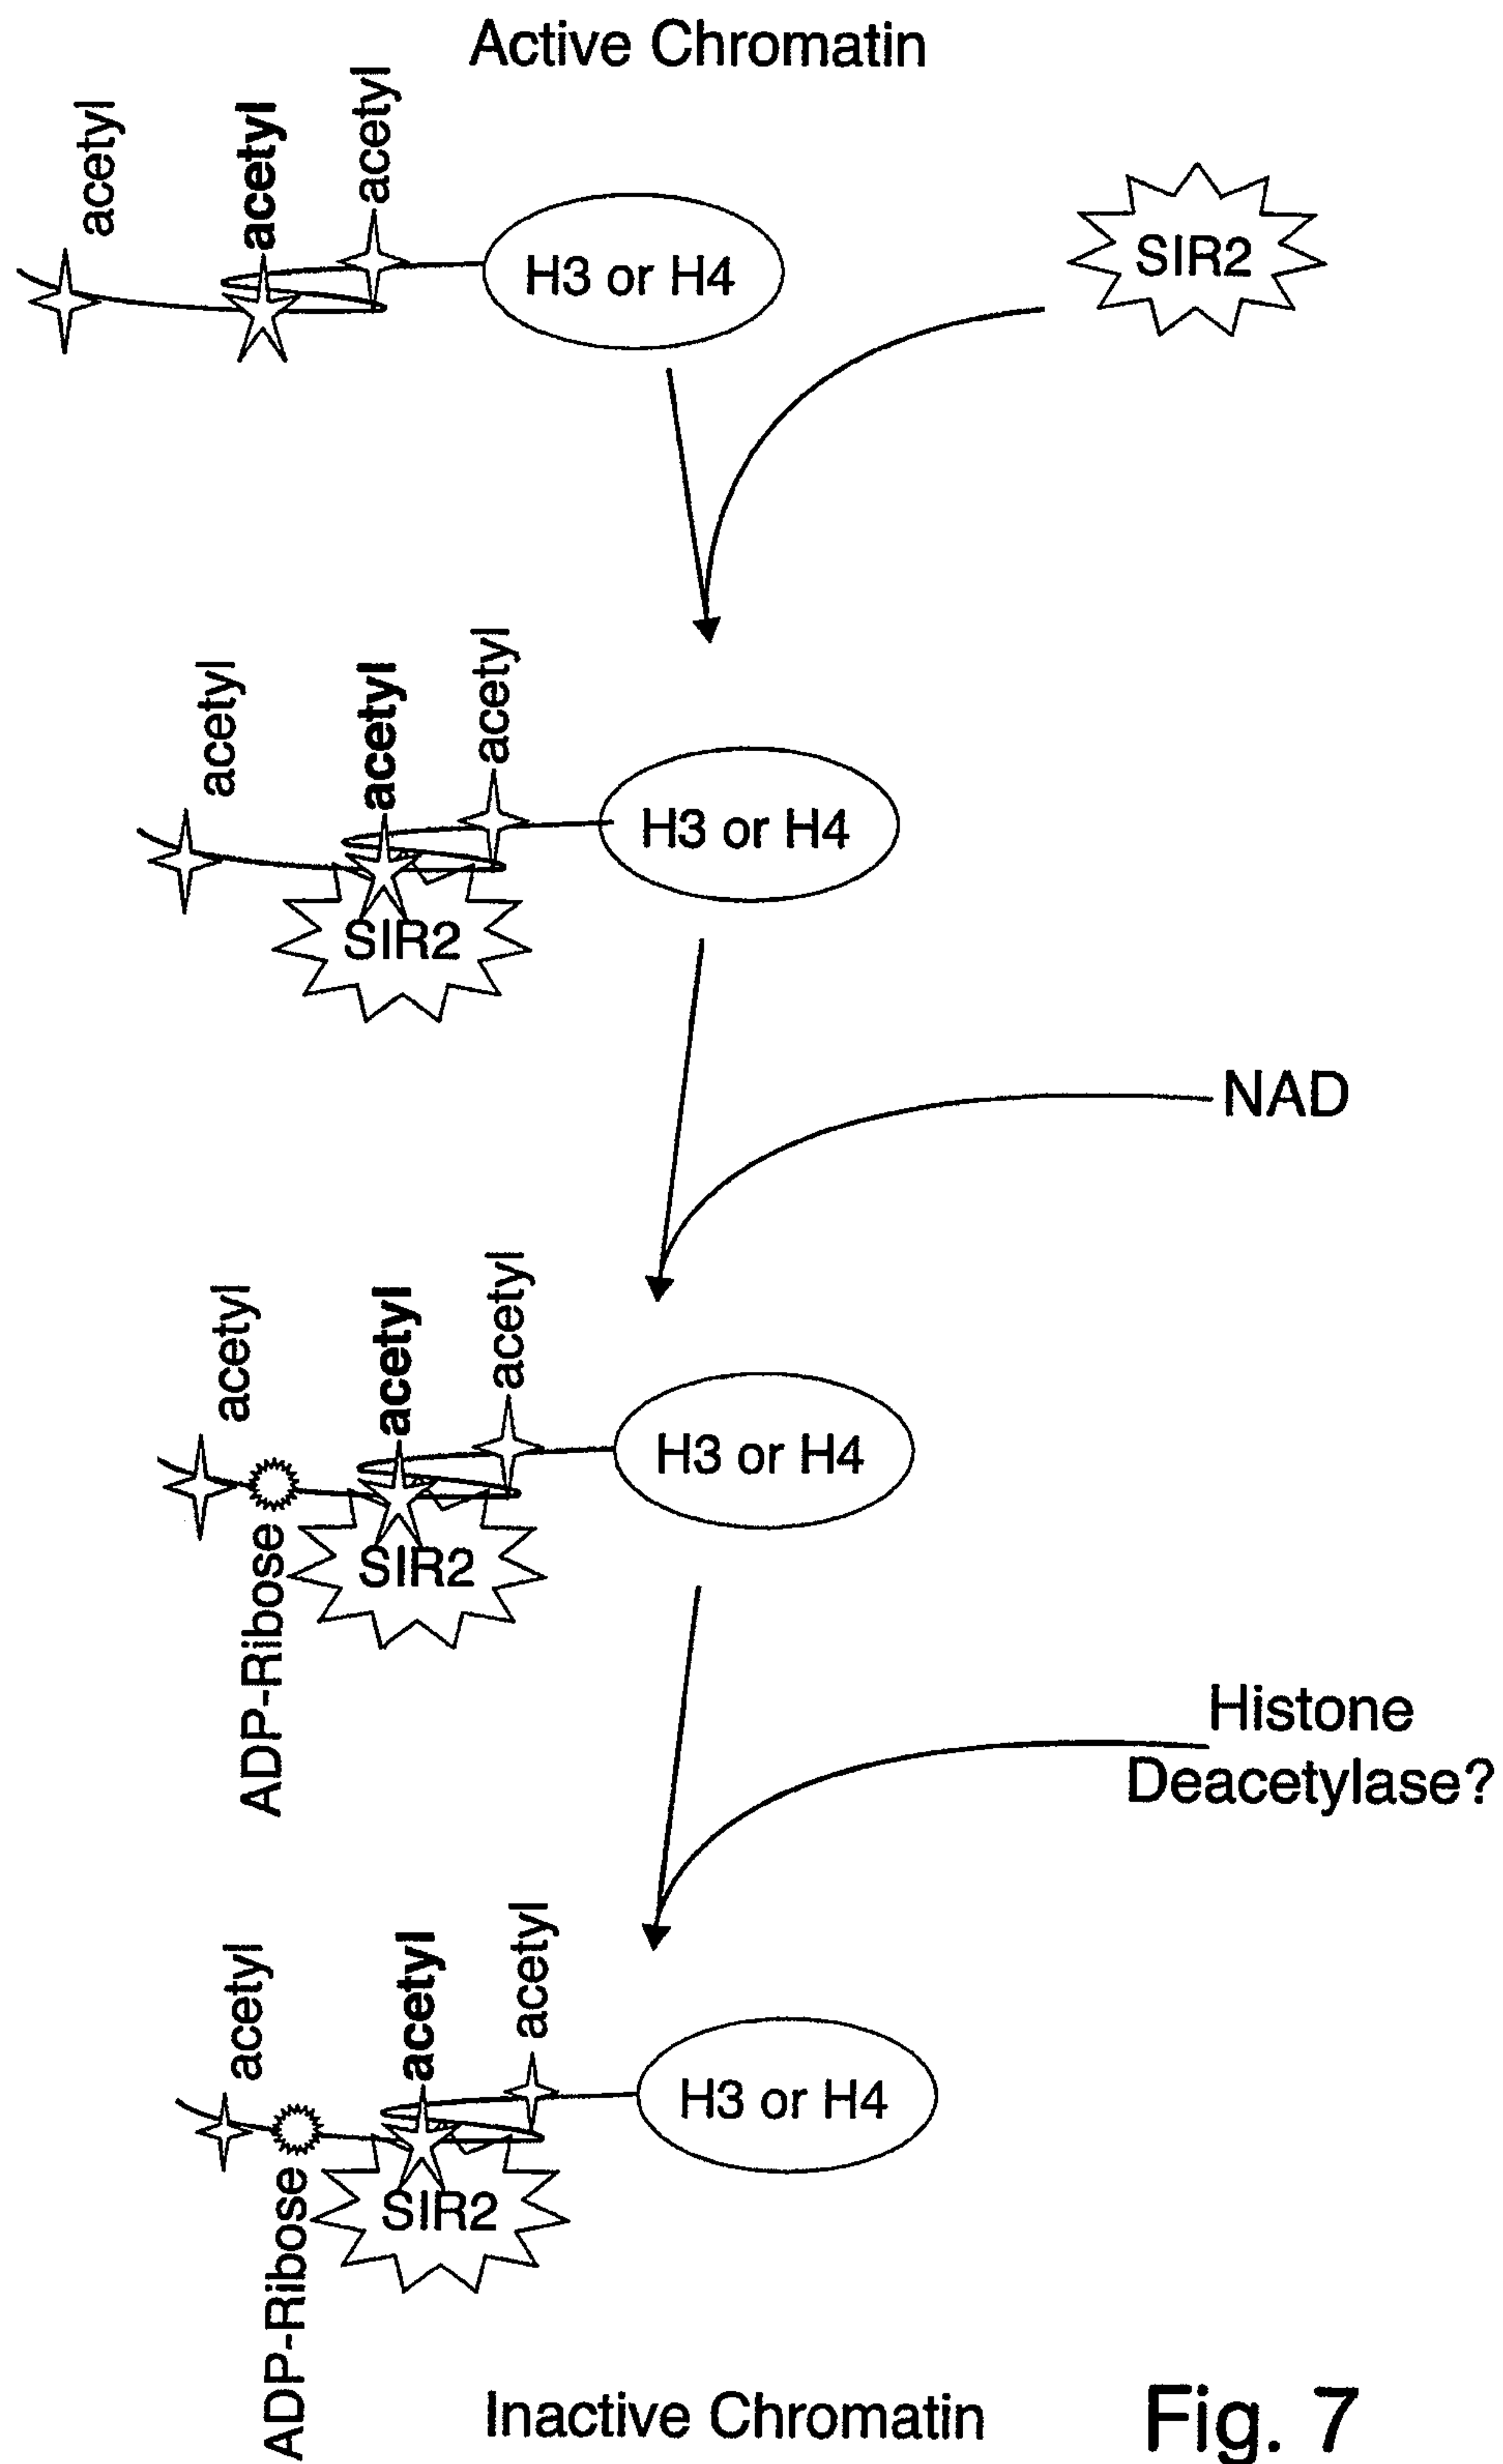 Active Chromatin
acetyl
acetyl
acetyl
H3 or H4
SIR2
acetyl
acetyl
acetyl
H3 or H4
SIR2
NAD
acetyl
acetyl
acetyl
H3 or H4
SIR2
ADP-Ribose
Histone
Deacetylase?
acetyl
acetyl
acetyl
H3 or H4
SIR2
ADP-Ribose
Inactive Chromatin
Fig. 7